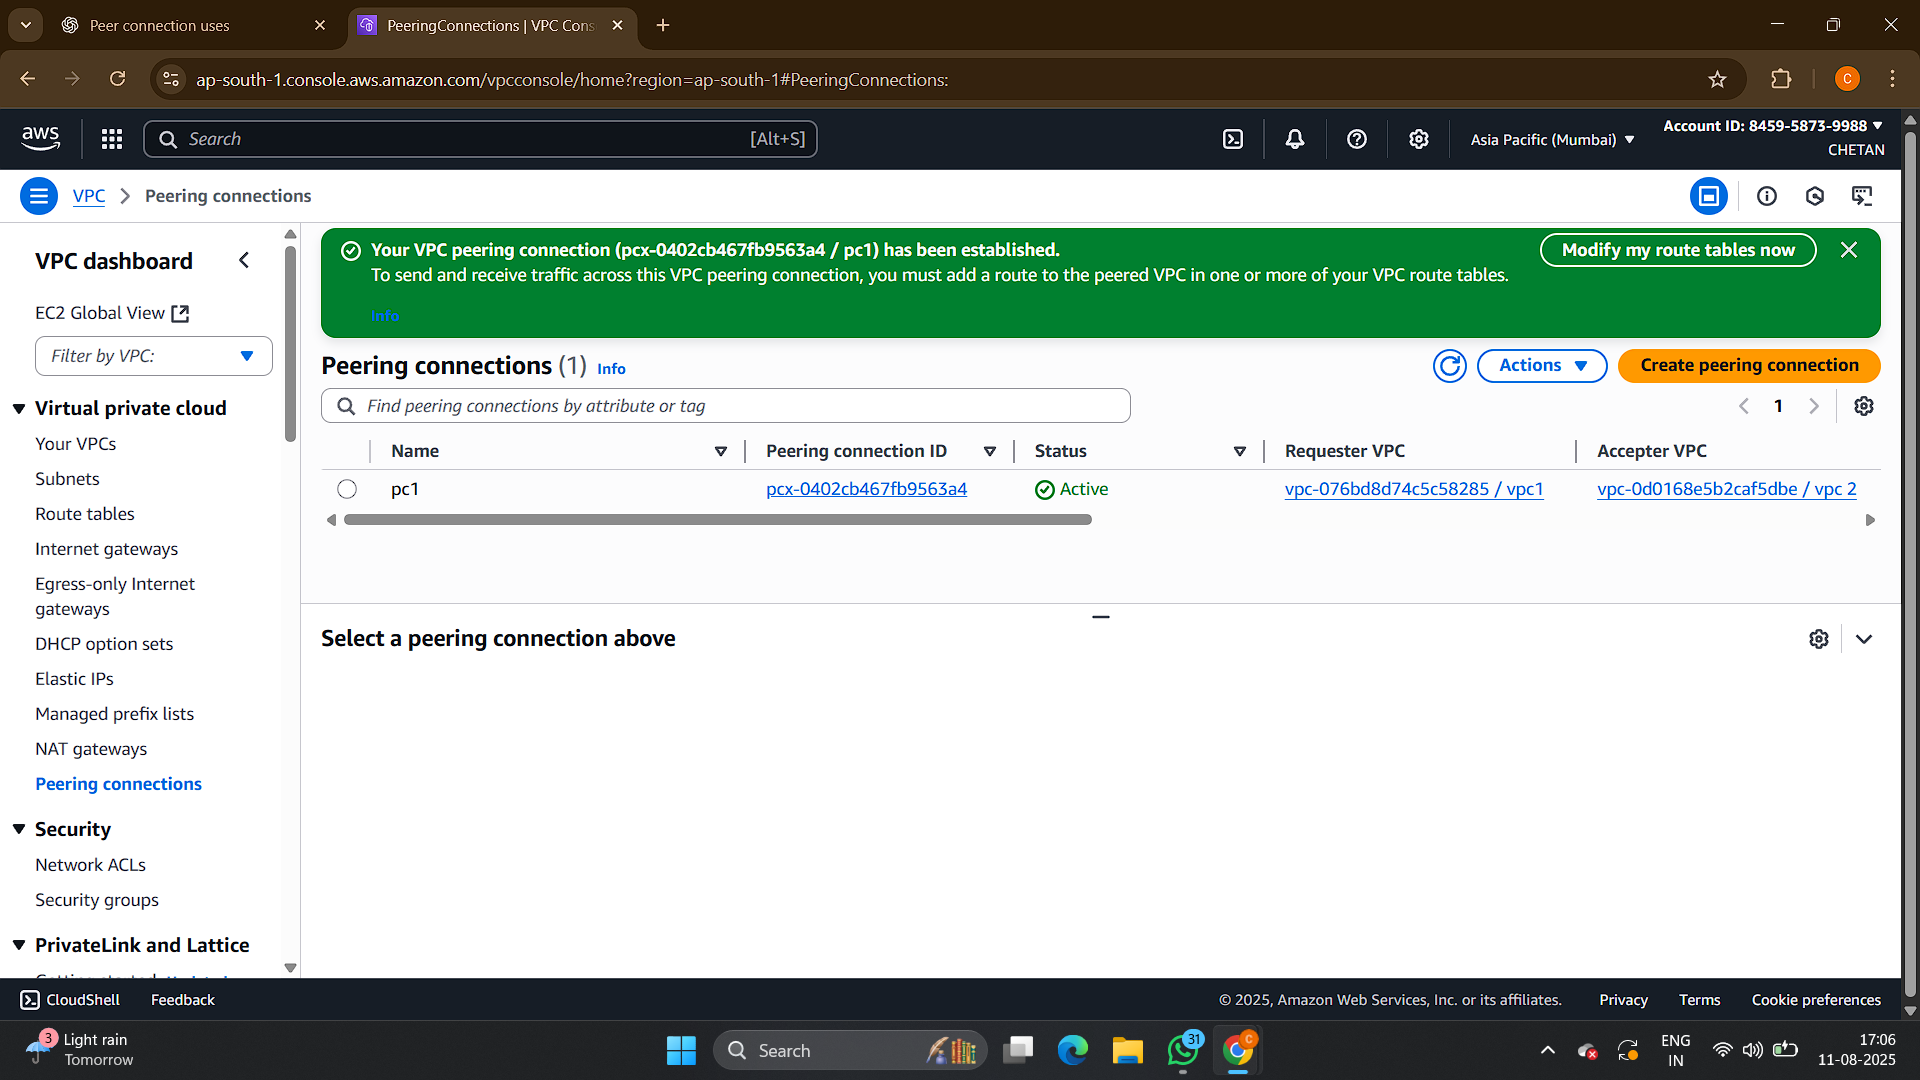 Peer connection uses
PeeringConnections | VPC Cons
ap-south-1.console.aws.amazon.com/vpcconsole/home?region=ap-south-1#PeeringConnections:
C
aws
Search
[Alt+S]
Asia Pacific (Mumbai)
Account ID: 8459-5873-9988
CHETAN
VPC
Peering connections
VPC dashboard
EC2 Global View
Filter by VPC:
Virtual private cloud
Your VPCs
Subnets
Route tables
Internet gateways
Egress-only Internet
gateways
DHCP option sets
Elastic IPs
Managed prefix lists
NAT gateways
Peering connections
Security
Network ACLs
Security groups
PrivateLink and Lattice
Your VPC peering connection (pcx-0402cb467fb9563a4 / pc1) has been established.
To send and receive traffic across this VPC peering connection, you must add a route to the peered VPC in one or more of your VPC route tables.
Info
Modify my route tables now
Peering connections (1) Info
Actions
Create peering connection
Find peering connections by attribute or tag
1
Name Peering connection ID Status Requester VPC Accepter VPC
pc1 pcx-0402cb467fb9563a4 Active vpc-076bd8d74c5c58285 / vpc1 vpc-0d0168e5b2caf5dbe / vpc 2
Select a peering connection above
CloudShell Feedback
© 2025, Amazon Web Services, Inc. or its affiliates. Privacy Terms Cookie preferences
3
Light rain
Tomorrow
Search
31
C
ENG
IN
17:06
11-08-2025